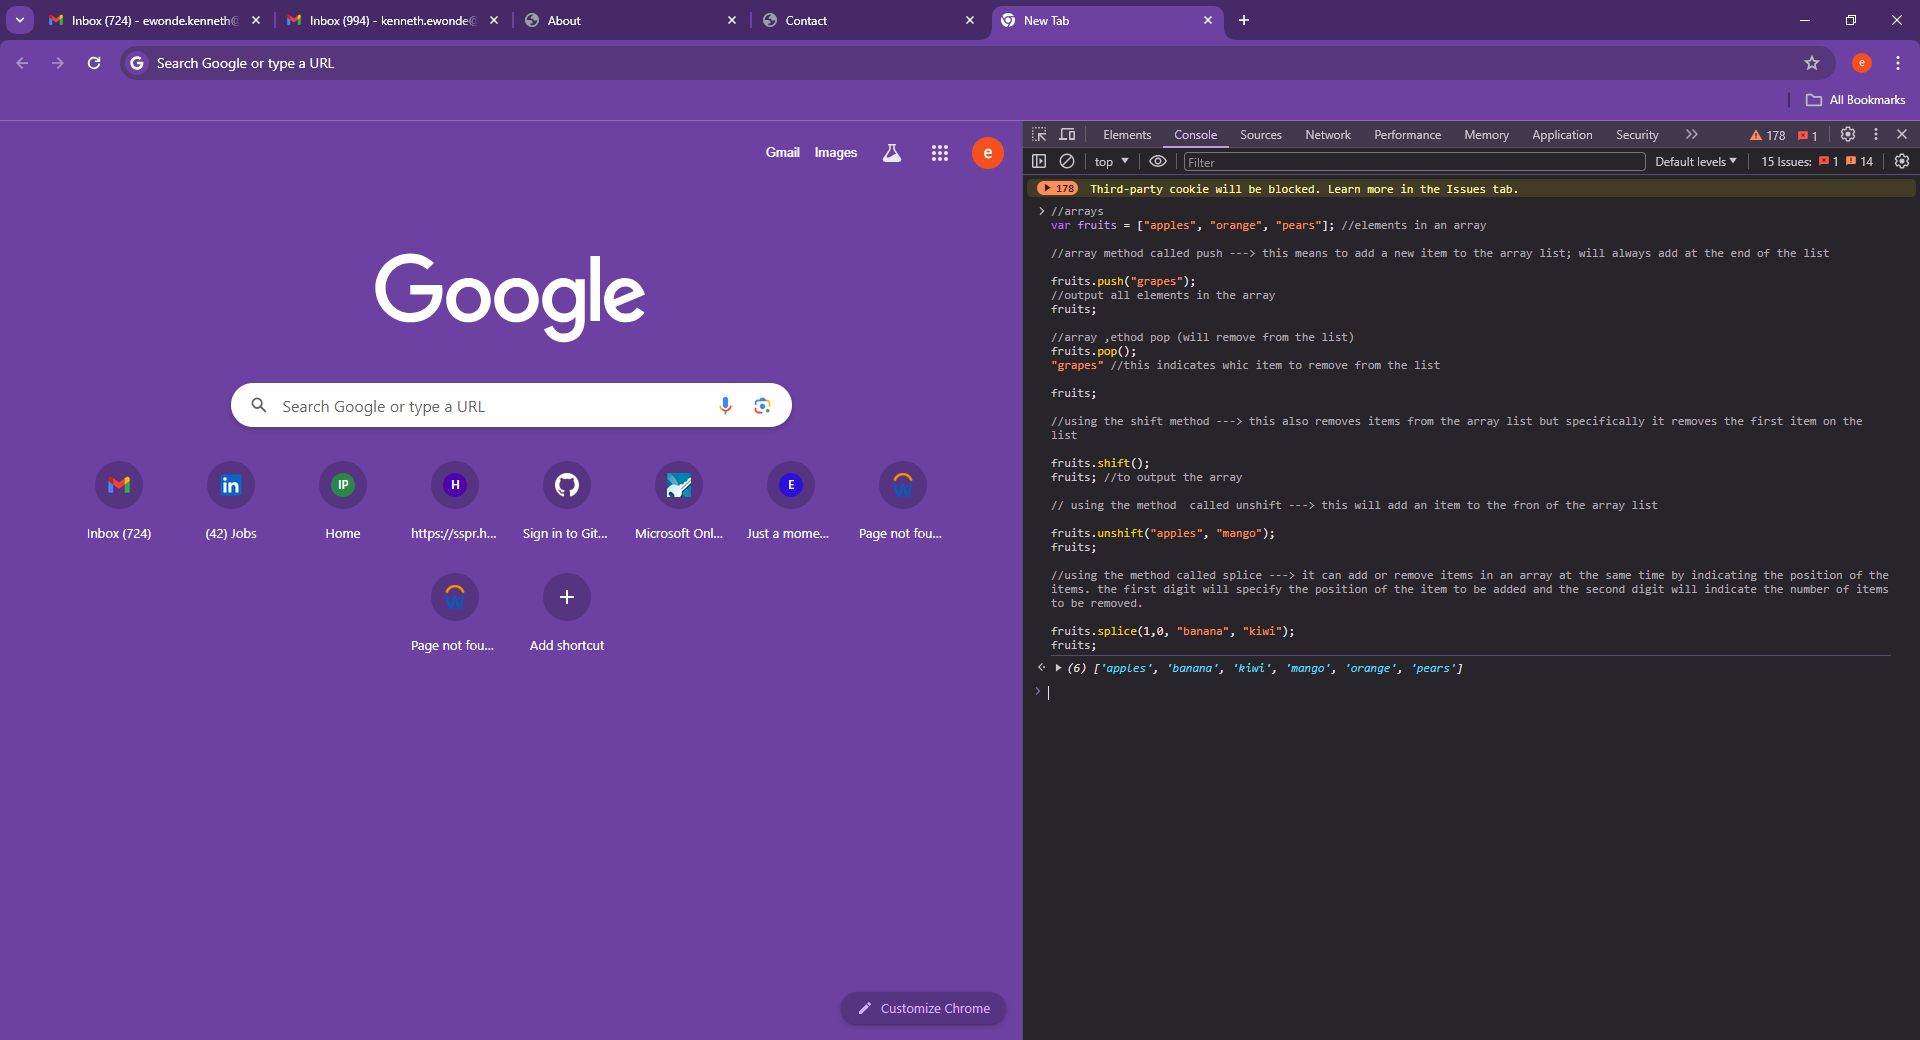 Inbox (724) - ewonde.kenneth@
Inbox (994) - kenneth.ewonde@
About
Contact
New Tab
Search Google or type a URL
All Bookmarks
Gmail Images
e
e
Google
Search Google or type a URL
Inbox (724)
(42) Jobs
IP
Home
H
https://sspr.h...
Sign in to Git...
Microsoft Onl...
E
Just a mome...
Page not fou...
Page not fou...
Add shortcut
Customize Chrome
Elements Console Sources Network Performance Memory Application Security 178 1
top Filter Default levels 15 Issues: 1 14
178 Third-party cookie will be blocked. Learn more in the Issues tab.
//arrays
var fruits = ["apples", "orange", "pears"]; //elements in an array
//array method called push ---> this means to add a new item to the array list; will always add at the end of the list
fruits.push("grapes");
//output all elements in the array
fruits;
//array ,ethod pop (will remove from the list)
fruits.pop();
"grapes" //this indicates whic item to remove from the list
fruits;
//using the shift method ---> this also removes items from the array list but specifically it removes the first item on the
list
fruits.shift();
fruits; //to output the array
// using the method  called unshift ---> this will add an item to the fron of the array list
fruits.unshift("apples", "mango");
fruits;
//using the method called splice ---> it can add or remove items in an array at the same time by indicating the position of the
items. the first digit will specify the position of the item to be added and the second digit will indicate the number of items
to be removed.
fruits.splice(1,0, "banana", "kiwi");
fruits;
(6) ['apples', 'banana', 'kiwi', 'mango', 'orange', 'pears']